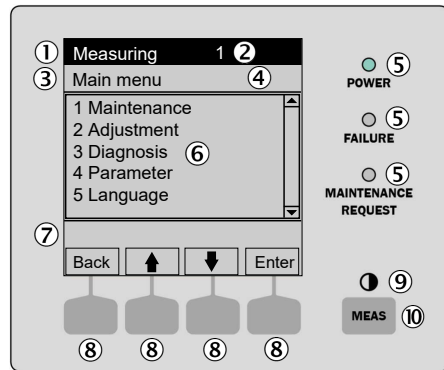 ① Measuring 1 ②
③ Main menu ④
1 Maintenance
2 Adjustment
3 Diagnosis ⑥
4 Parameter
5 Language
⑦
Back Enter
⑧ ⑧ ⑧ ⑧
⑤
POWER
⑤
FAILURE
⑤
MAINTENANCE
REQUEST
⑨
MEAS ⑩